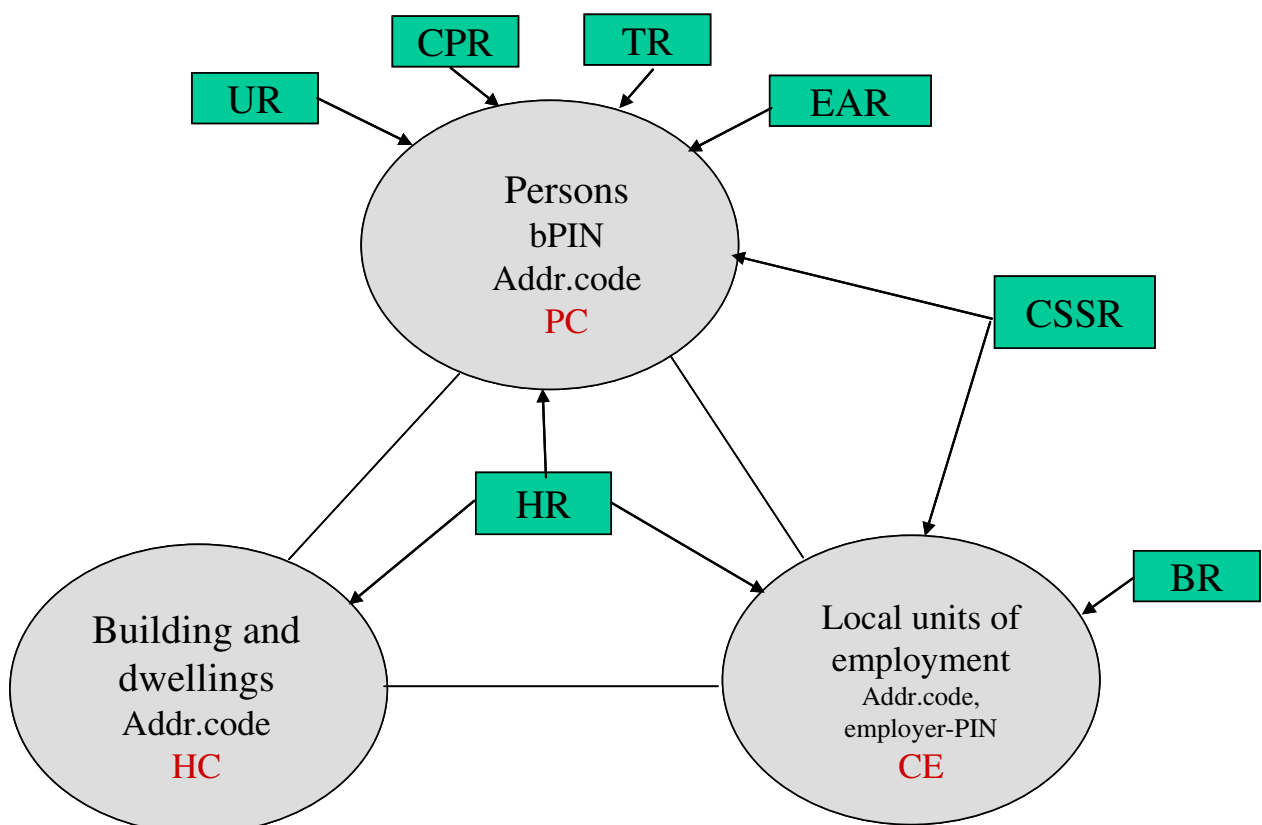 CPR
TR
UR
EAR
Persons
bPIN
Addr.code
PC
CSSR
HR
BR
Building and
dwellings
Addr.code
HC
Local units of
employment
Addr.code,
employer-PIN
CE